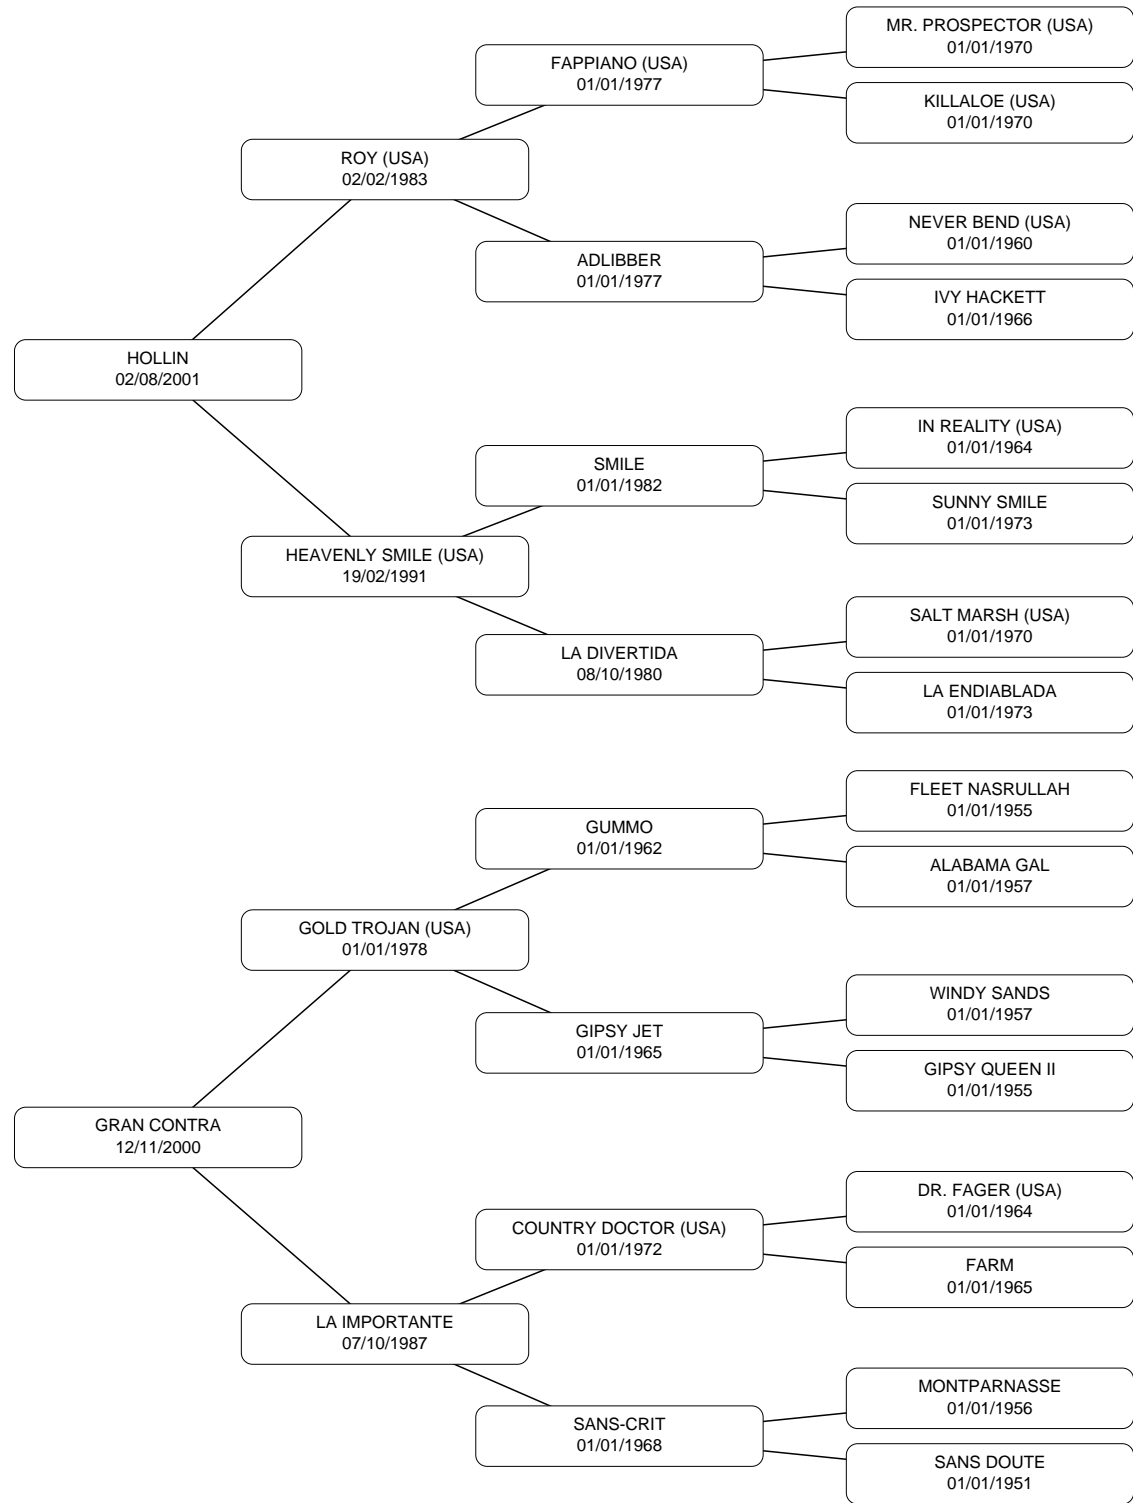 MR. PROSPECTOR (USA)
01/01/1970
FAPPIANO (USA)
01/01/1977
KILLALOE (USA)
01/01/1970
ROY (USA)
02/02/1983
NEVER BEND (USA)
01/01/1960
ADLIBBER
01/01/1977
IVY HACKETT
01/01/1966
HOLLIN
02/08/2001
IN REALITY (USA)
01/01/1964
SMILE
01/01/1982
SUNNY SMILE
01/01/1973
HEAVENLY SMILE (USA)
19/02/1991
SALT MARSH (USA)
01/01/1970
LA DIVERTIDA
08/10/1980
LA ENDIABLADA
01/01/1973
FLEET NASRULLAH
01/01/1955
GUMMO
01/01/1962
ALABAMA GAL
01/01/1957
GOLD TROJAN (USA)
01/01/1978
WINDY SANDS
01/01/1957
GIPSY JET
01/01/1965
GIPSY QUEEN II
01/01/1955
GRAN CONTRA
12/11/2000
DR. FAGER (USA)
01/01/1964
COUNTRY DOCTOR (USA)
01/01/1972
FARM
01/01/1965
LA IMPORTANTE
07/10/1987
MONTPARNASSE
01/01/1956
SANS-CRIT
01/01/1968
SANS DOUTE
01/01/1951